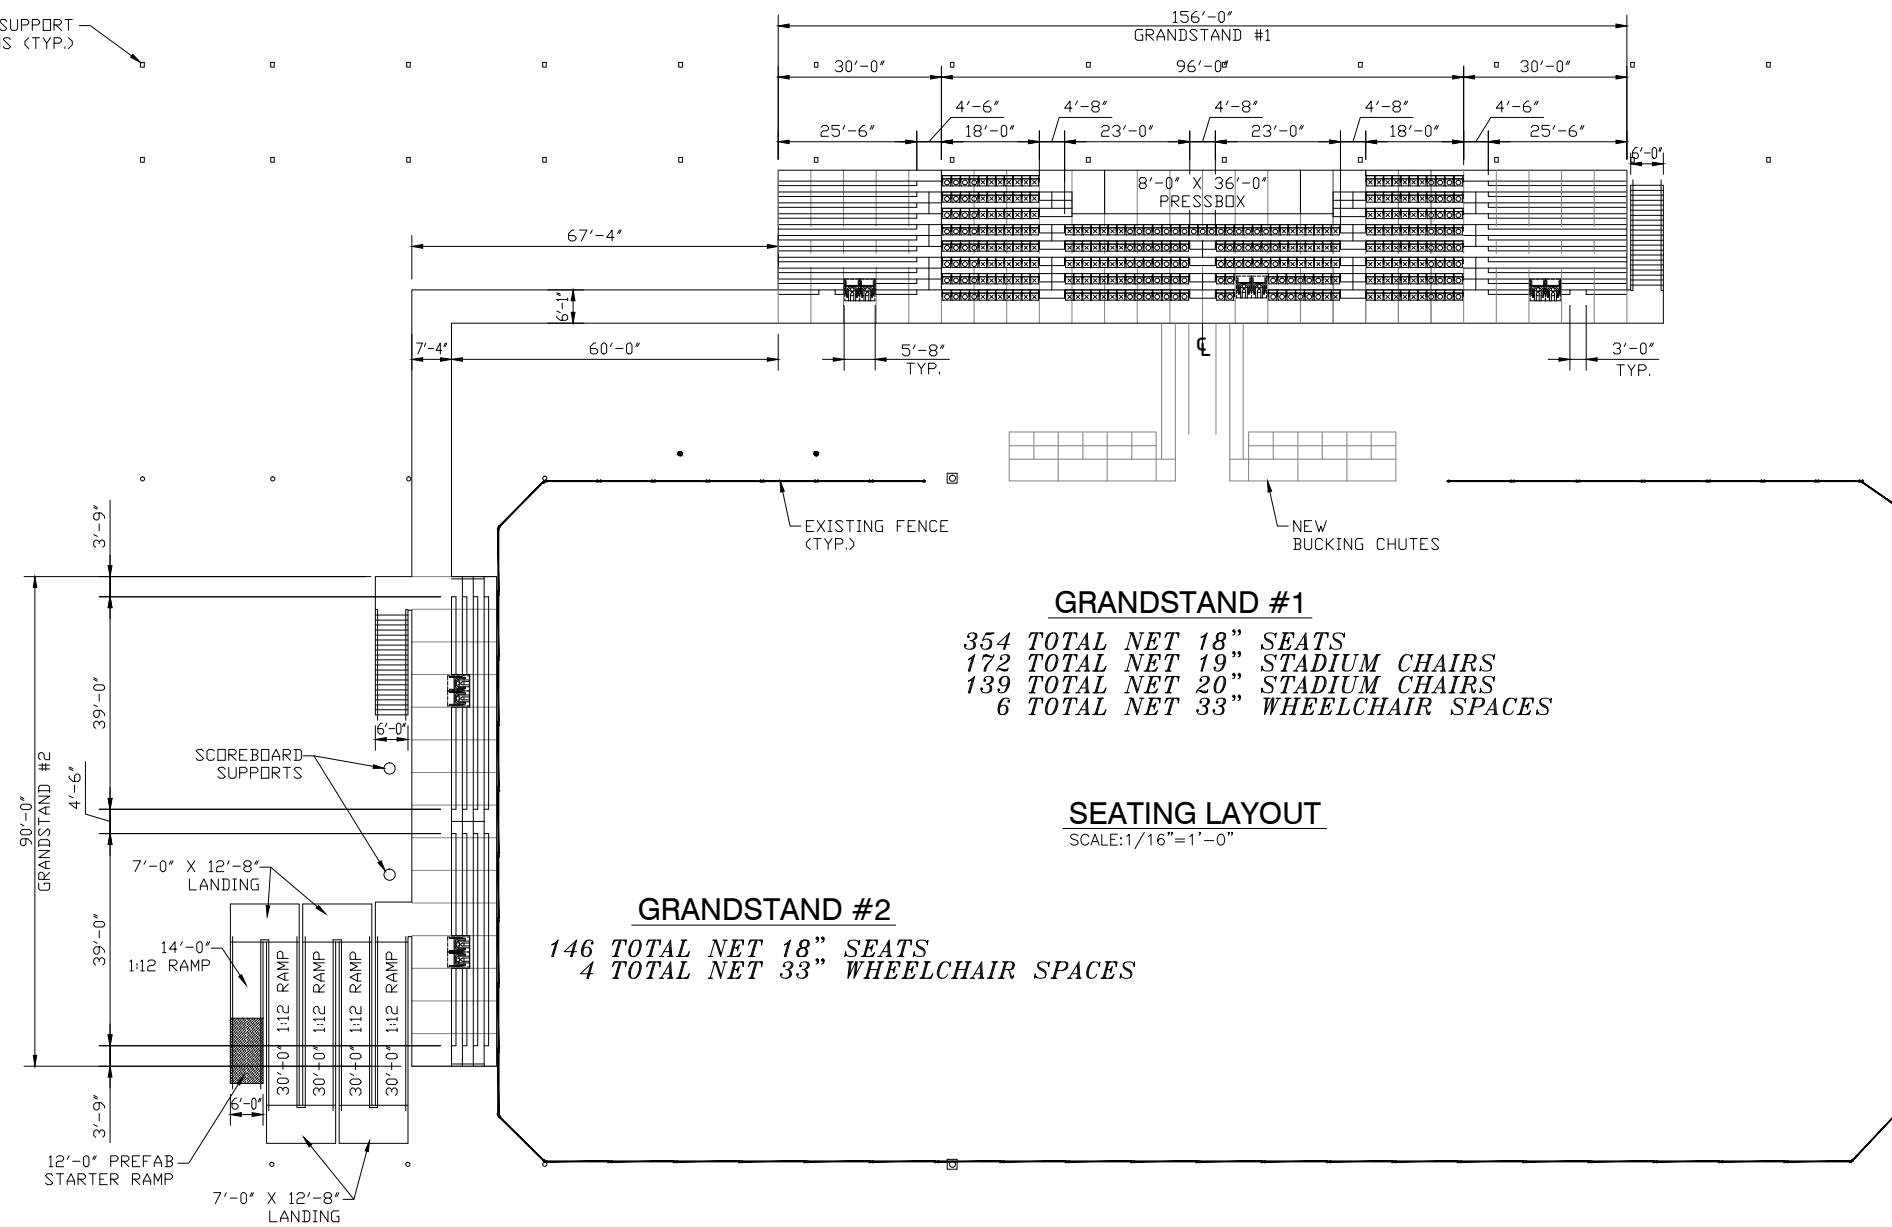 SUPPORT
S (TYP.)
156'-0"
GRANDSTAND #1
30'-0"
96'-0"
30'-0"
4'-6"
4'-8"
4'-8"
4'-8"
4'-6"
25'-6"
18'-0"
23'-0"
23'-0"
18'-0"
25'-6"
6'-0"
8'-0" X 36'-0"
PRESSBOX
67'-4"
6'-1"
7'-4"
60'-0"
5'-8"
TYP.
℄
3'-0"
TYP.
EXISTING FENCE
(TYP.)
NEW
BUCKING CHUTES
3'-9"
39'-0"
90'-0"
GRANDSTAND #2
4'-6"
39'-0"
3'-9"
6'-0"
SCOREBOARD
SUPPORTS
GRANDSTAND #1
354 TOTAL NET 18" SEATS
172 TOTAL NET 19" STADIUM CHAIRS
139 TOTAL NET 20" STADIUM CHAIRS
6 TOTAL NET 33" WHEELCHAIR SPACES
SEATING LAYOUT
SCALE:1/16"=1'-0"
7'-0" X 12'-8"
LANDING
GRANDSTAND #2
146 TOTAL NET 18" SEATS
4 TOTAL NET 33" WHEELCHAIR SPACES
14'-0"
1:12 RAMP
30'-0" 1:12 RAMP
30'-0" 1:12 RAMP
30'-0" 1:12 RAMP
30'-0" 1:12 RAMP
6'-0"
12'-0" PREFAB
STARTER RAMP
7'-0" X 12'-8"
LANDING